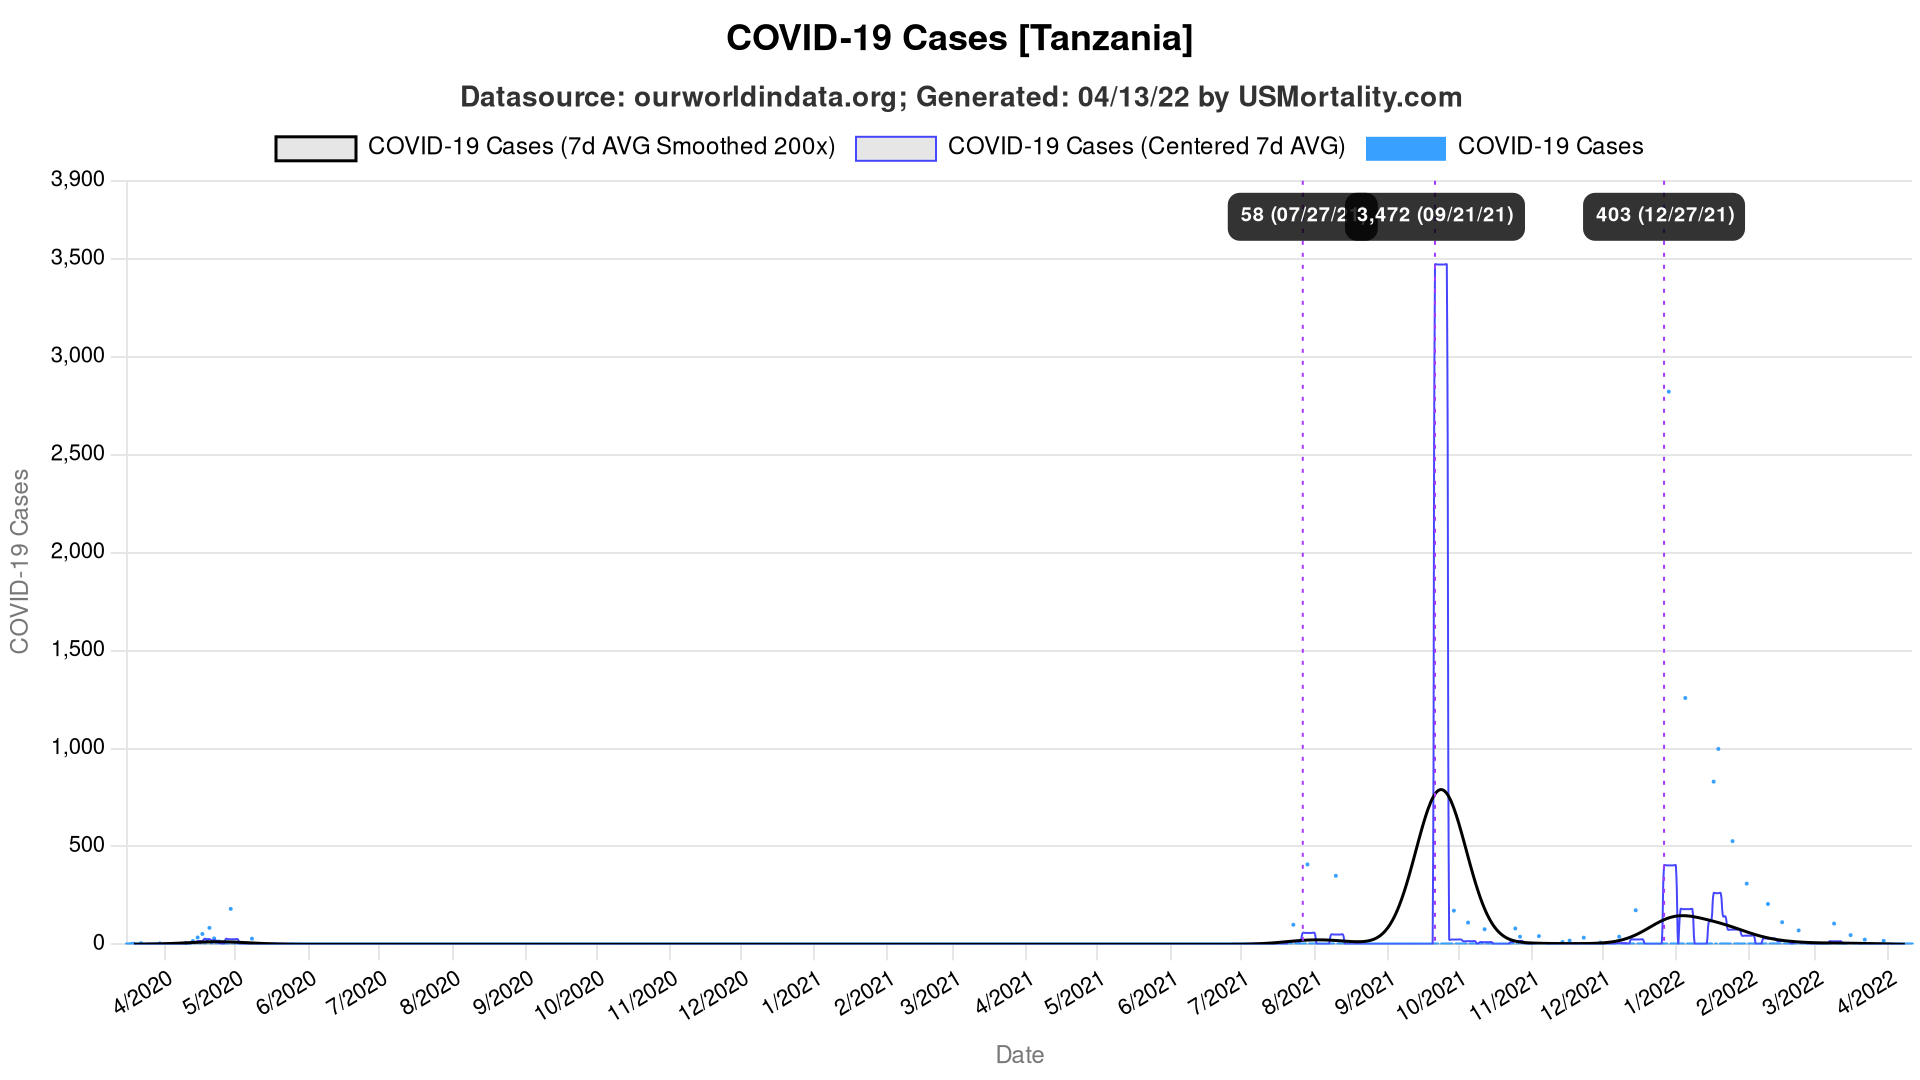 COVID-19 Cases [Tanzania]
Datasource: ourworldindata.org; Generated: 04/13/22 by USMortality.com
COVID-19 Cases (7d AVG Smoothed 200x) COVID-19 Cases (Centered 7d AVG) COVID-19 Cases
58 (07/27/21) 3,472 (09/21/21) 403 (12/27/21)
3,900
3,500
3,000
2,500
2,000
1,500
1,000
500
0
COVID-19 Cases
4/2020 5/2020 6/2020 7/2020 8/2020 9/2020 10/2020 11/2020 12/2020 1/2021 2/2021 3/2021 4/2021 5/2021 6/2021 7/2021 8/2021 9/2021 10/2021 11/2021 12/2021 1/2022 2/2022 3/2022 4/2022
Date